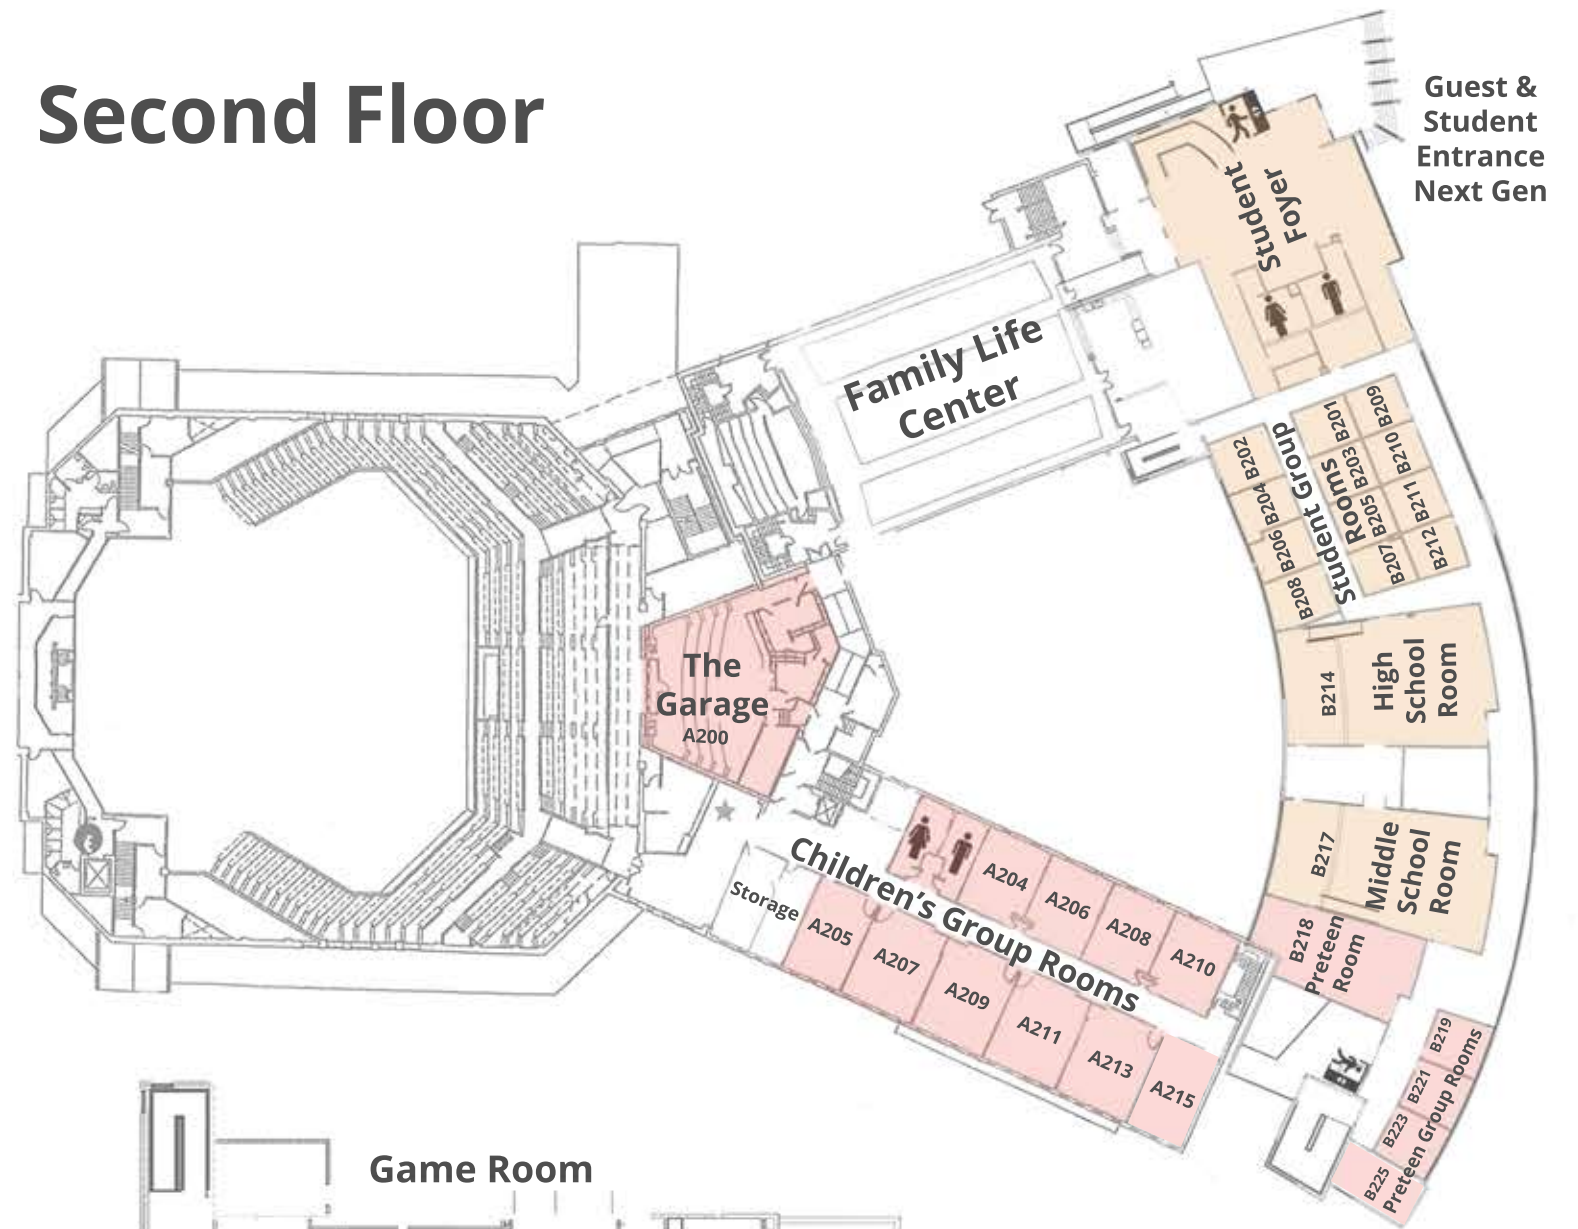 Second Floor
Guest &
Student
Entrance
Next Gen
Student
Foyer
Family Life
Center
B201
B209
B202
B203
B210
B204
B205
B211
B206
B207
B212
B208
Student Group
Rooms
The
Garage
A200
B214
High
School
Room
B217
Middle
School
Room
Children's Group Rooms
Storage
A204
A206
A208
A210
A205
A207
A209
A211
A213
A215
B218
Preteen
Room
B219
B221
B223
B225
Preteen Group Rooms
Game Room